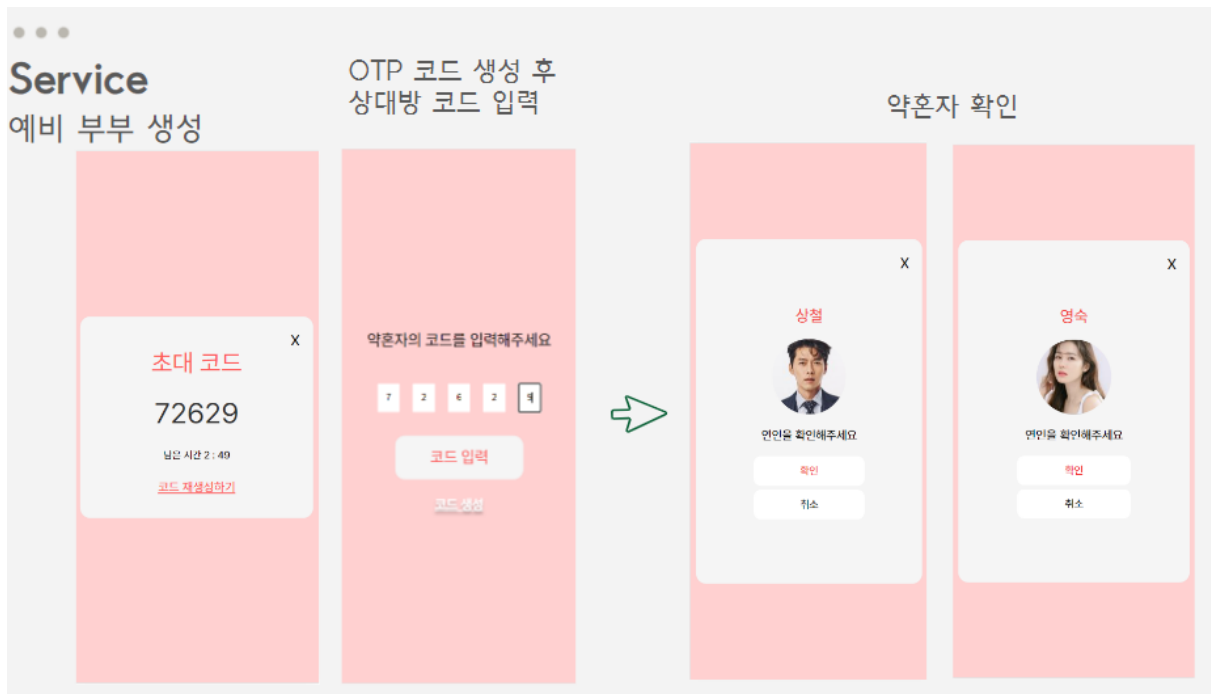 Service
예비 부부 생성
OTP 코드 생성 후
상대방 코드 입력
약혼자 확인
X
초대 코드
72629
남은 시간 2 : 49
코드 재생성하기
약혼자의 코드를 입력해주세요
7 2 6 2 9
코드 입력
코드 생성
X
상철
연인을 확인해주세요
확인
취소
X
영숙
연인을 확인해주세요
확인
취소